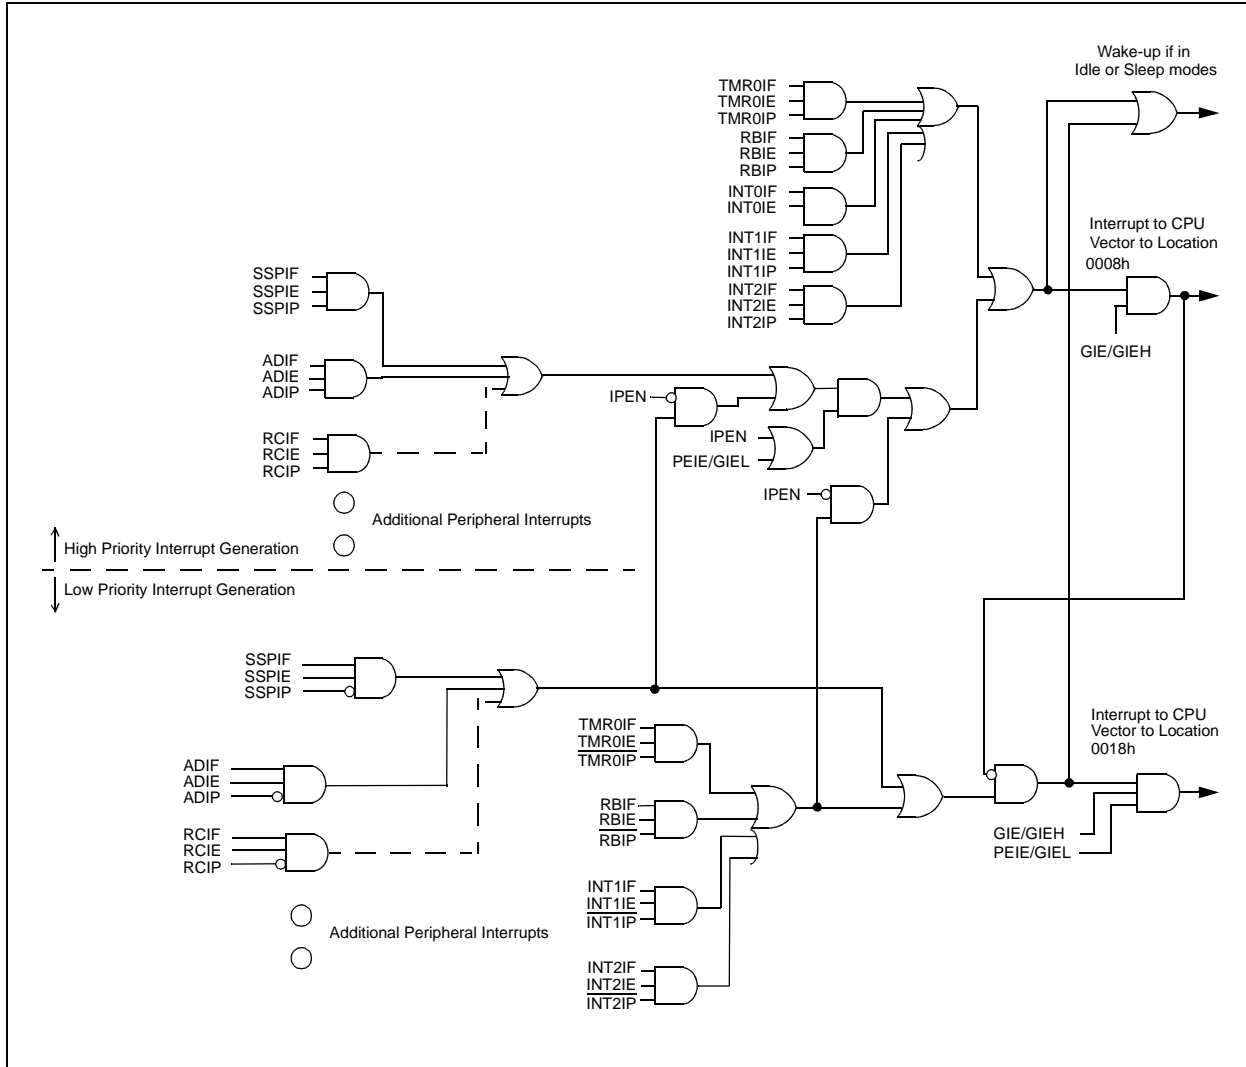 Wake-up if in
Idle or Sleep modes
TMR0IF
TMR0IE
TMR0IP
RBIF
RBIE
RBIP
INT0IF
INT0IE
INT1IF
INT1IE
INT1IP
INT2IF
INT2IE
INT2IP
Interrupt to CPU
Vector to Location
0008h
GIE/GIEH
SSPIF
SSPIE
SSPIP
ADIF
ADIE
ADIP
RCIF
RCIE
RCIP
IPEN
IPEN
PEIE/GIEL
IPEN
Additional Peripheral Interrupts
High Priority Interrupt Generation
Low Priority Interrupt Generation
SSPIF
SSPIE
SSPIP
ADIF
ADIE
ADIP
RCIF
RCIE
RCIP
Additional Peripheral Interrupts
TMR0IF
TMR0IE
TMR0IP
RBIF
RBIE
RBIP
INT1IF
INT1IE
INT1IP
INT2IF
INT2IE
INT2IP
Interrupt to CPU
Vector to Location
0018h
GIE/GIEH
PEIE/GIEL